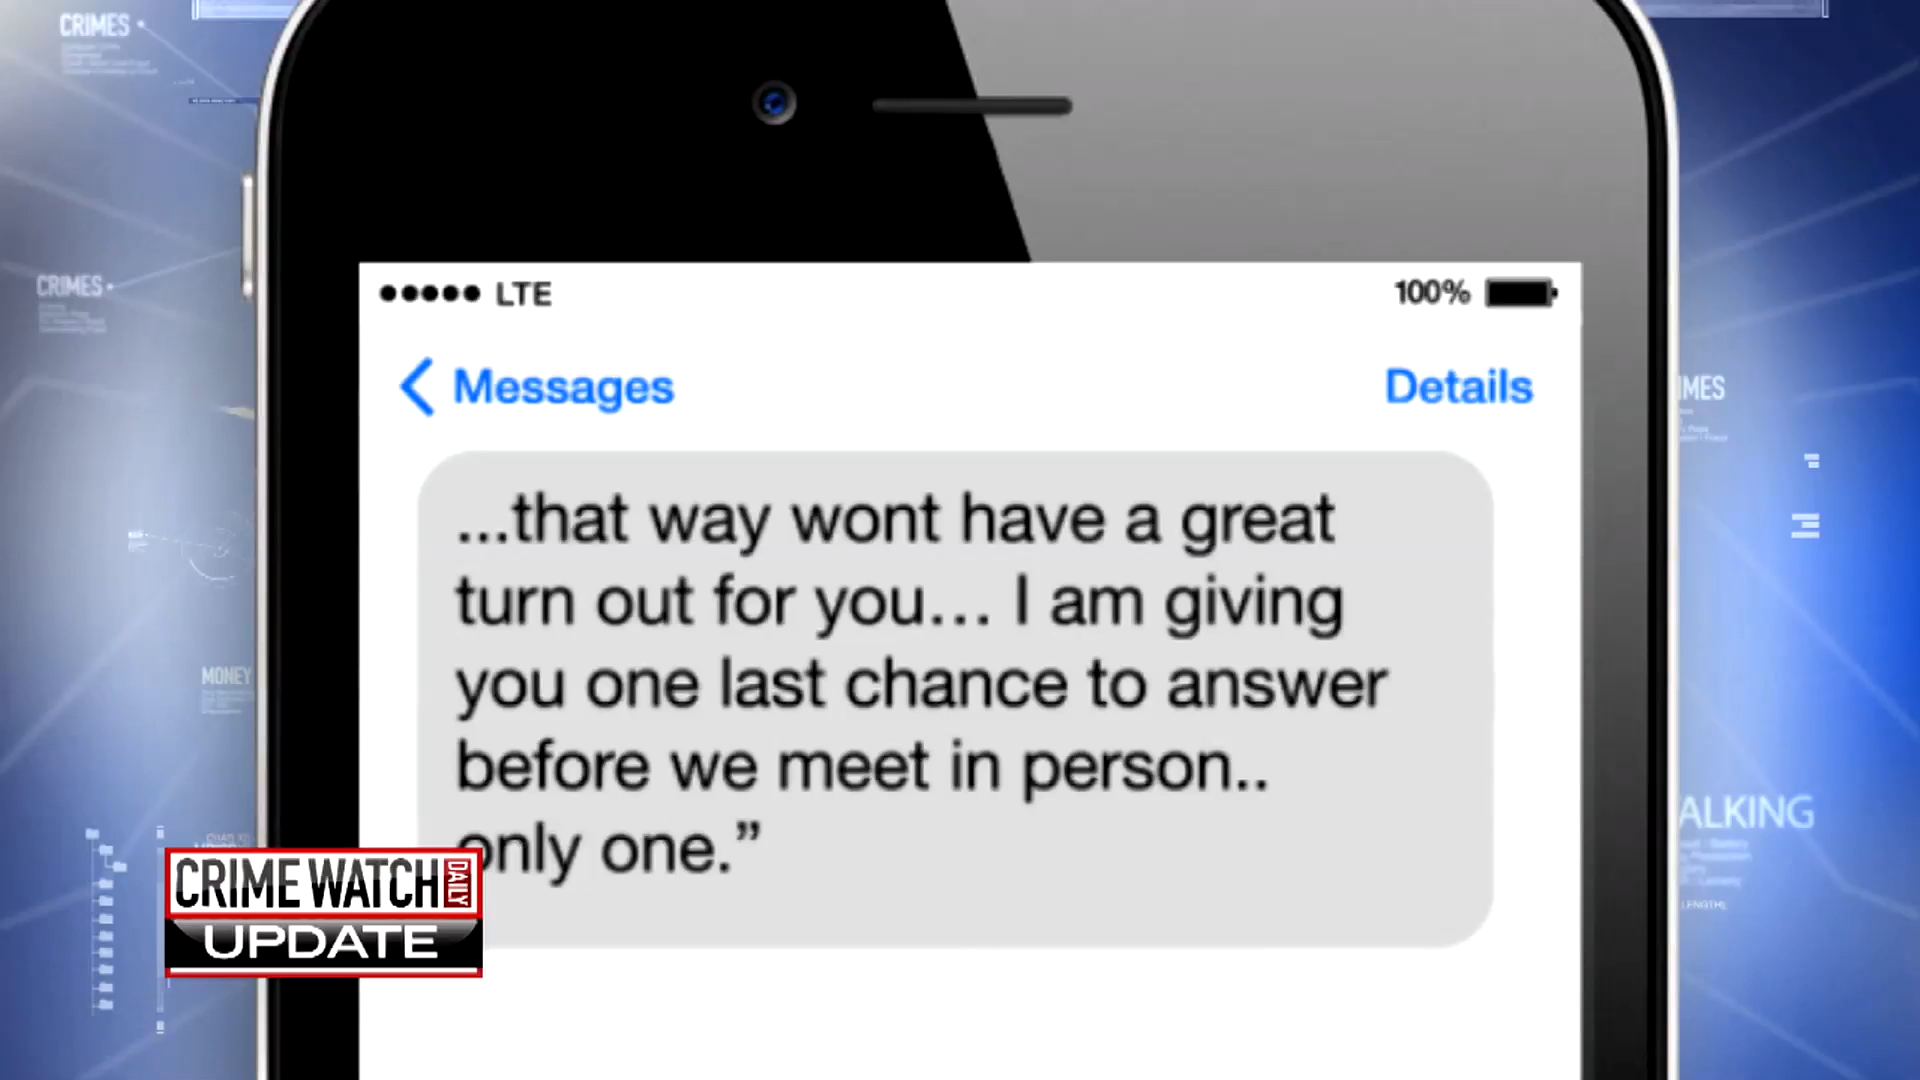 CRIMES
CRIMES
MONEY
LTE
100%
Messages
Details
...that way wont have a great
turn out for you... I am giving
you one last chance to answer
before we meet in person..
only one.”
IMES
ALKING
CRIME WATCH DAILY
UPDATE